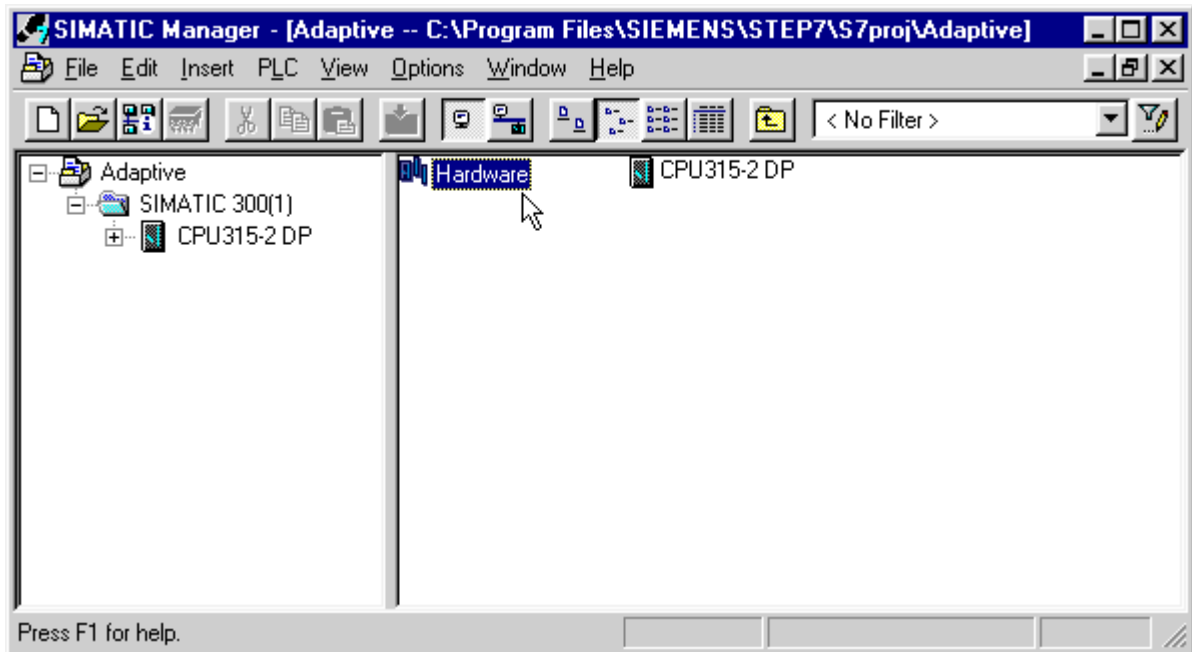 SIMATIC Manager - [Adaptive -- C:\Program Files\SIEMENS\STEP7\S7proj\Adaptive]
File Edit Insert PLC View Options Window Help
< No Filter >
Adaptive
SIMATIC 300(1)
CPU315-2 DP
Hardware
CPU315-2 DP
Press F1 for help.